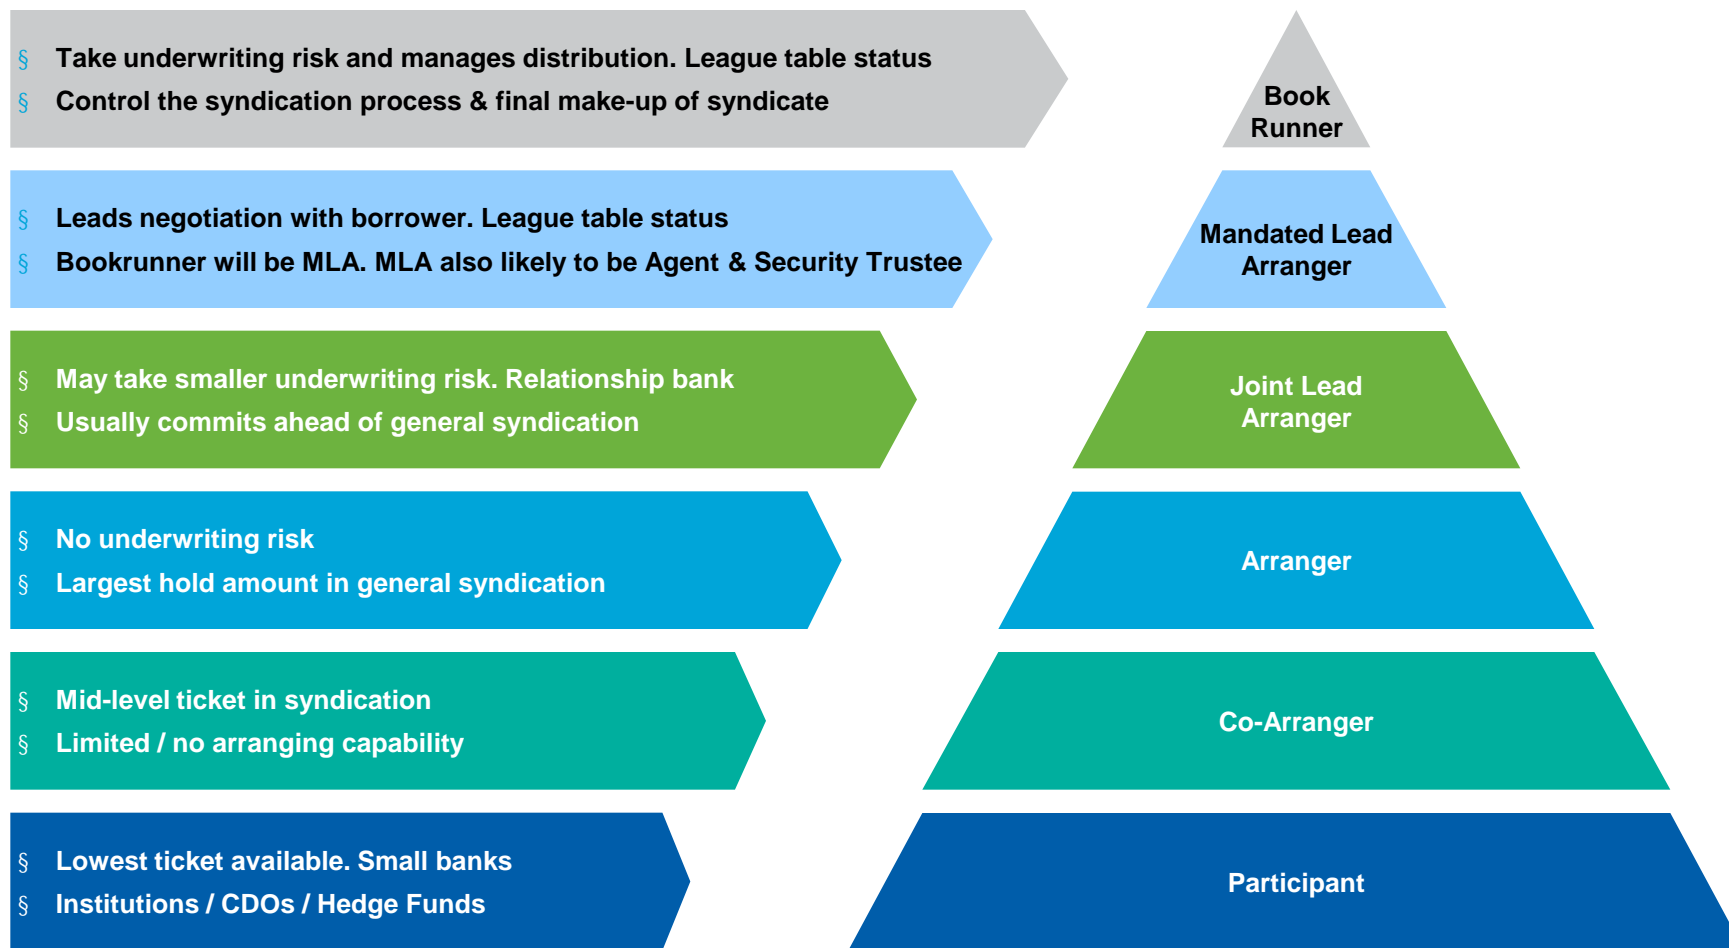 § Take underwriting risk and manages distribution. League table status
§ Control the syndication process & final make-up of syndicate
Book
Runner
§ Leads negotiation with borrower. League table status
§ Bookrunner will be MLA. MLA also likely to be Agent & Security Trustee
Mandated Lead
Arranger
§ May take smaller underwriting risk. Relationship bank
§ Usually commits ahead of general syndication
Joint Lead
Arranger
§ No underwriting risk
§ Largest hold amount in general syndication
Arranger
§ Mid-level ticket in syndication
§ Limited / no arranging capability
Co-Arranger
§ Lowest ticket available. Small banks
§ Institutions / CDOs / Hedge Funds
Participant